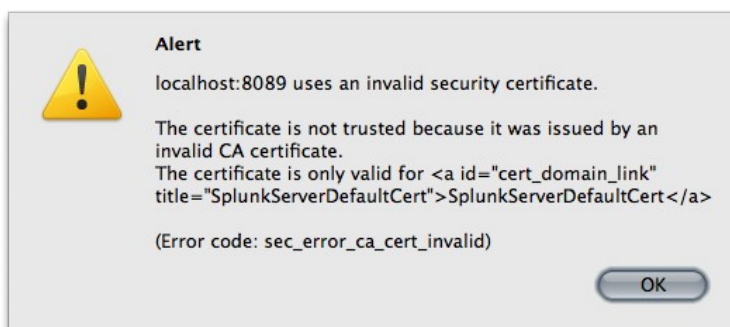 Alert
localhost:8089 uses an invalid security certificate.
The certificate is not trusted because it was issued by an
invalid CA certificate.
The certificate is only valid for <a id="cert_domain_link"
title="SplunkServerDefaultCert">SplunkServerDefaultCert</a>
(Error code: sec_error_ca_cert_invalid)
OK